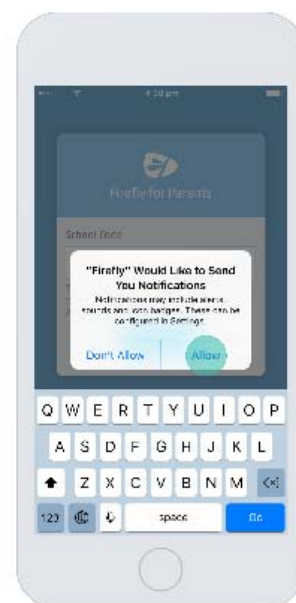 4:30 pm
Firefly for Parents
School Code
"Firefly" Would Like to Send
You Notifications
Notifications may include alerts,
sounds and icon badges. These can be
configured in Settings.
Don't Allow Allow
Q W E R T Y U I O P
A S D F G H J K L
Z X C V B N M
123 space Go